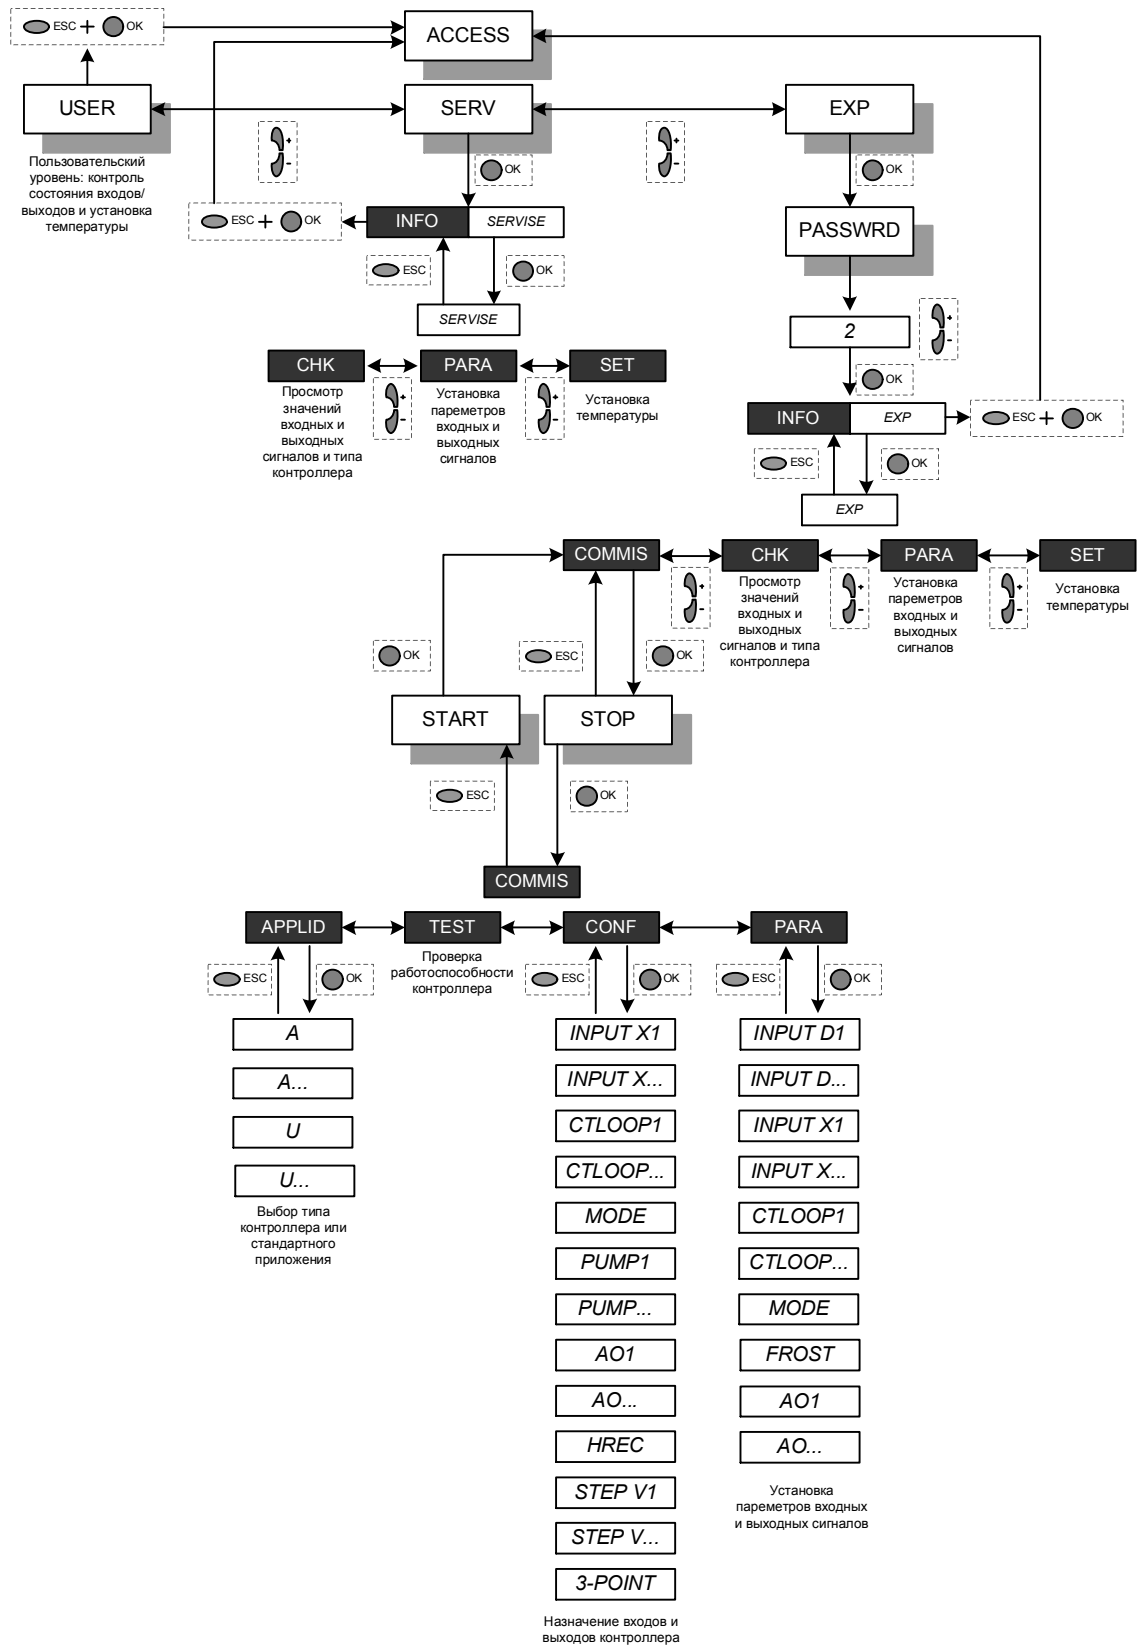 ESC + OK
ACCESS
USER
SERV
EXP
+
-
+
-
OK
OK
Пользовательский
уровень: контроль
состояния входов/
выходов и установка
температуры
ESC + OK
INFO
SERVISE
PASSWRD
ESC
OK
SERVISE
2
+
-
OK
CHK
PARA
SET
Просмотр
значений
входных и
выходных
сигналов и типа
контроллера
+
-
Установка
пареметров
входных и
выходных
сигналов
+
-
Установка
температуры
INFO
EXP
ESC + OK
ESC
OK
EXP
COMMIS
CHK
PARA
SET
+
-
Просмотр
значений
входных и
выходных
сигналов и типа
контроллера
+
-
Установка
пареметров
входных и
выходных
сигналов
+
-
Установка
температуры
OK
ESC
OK
START
STOP
ESC
OK
COMMIS
APPLID
TEST
CONF
PARA
Проверка
работоспособности
контроллера
ESC
OK
ESC
OK
ESC
OK
A
A...
U
U...
Выбор типа
контроллера или
стандартного
приложения
INPUT X1
INPUT X...
CTLOOP1
CTLOOP...
MODE
PUMP1
PUMP...
AO1
AO...
HREC
STEP V1
STEP V...
3-POINT
Назначение входов и
выходов контроллера
INPUT D1
INPUT D...
INPUT X1
INPUT X...
CTLOOP1
CTLOOP...
MODE
FROST
AO1
AO...
Установка
пареметров входных
и выходных сигналов